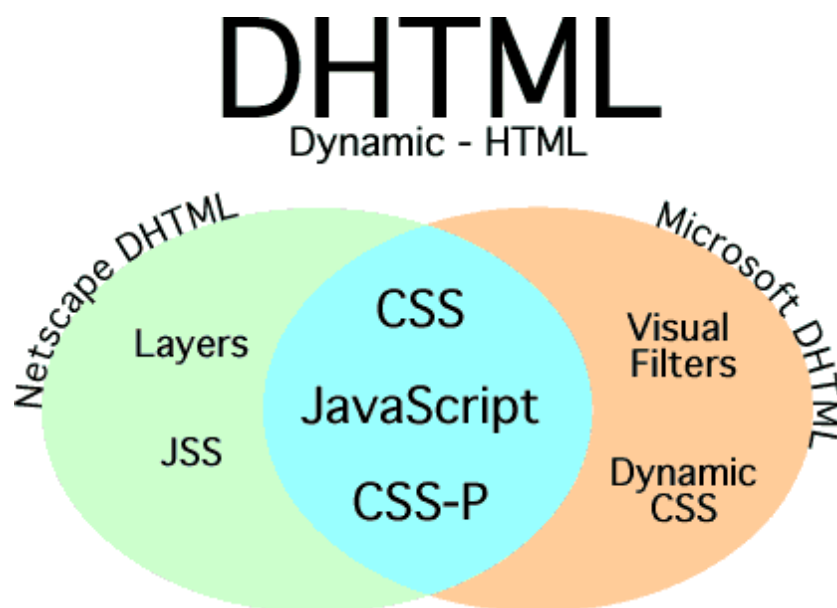 DHTML
Dynamic - HTML
Netscape DHTML
Microsoft DHTML
Layers
JSS
CSS
JavaScript
CSS-P
Visual
Filters
Dynamic
CSS